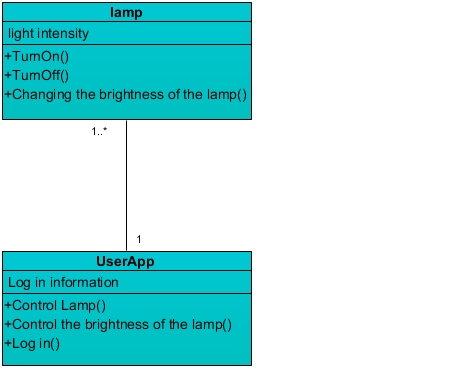 lamp
light intensity
+TurnOn()
+TurnOff()
+Changing the brightness of the lamp()
1..*
1
UserApp
Log in information
+Control Lamp()
+Control the brightness of the lamp()
+Log in()